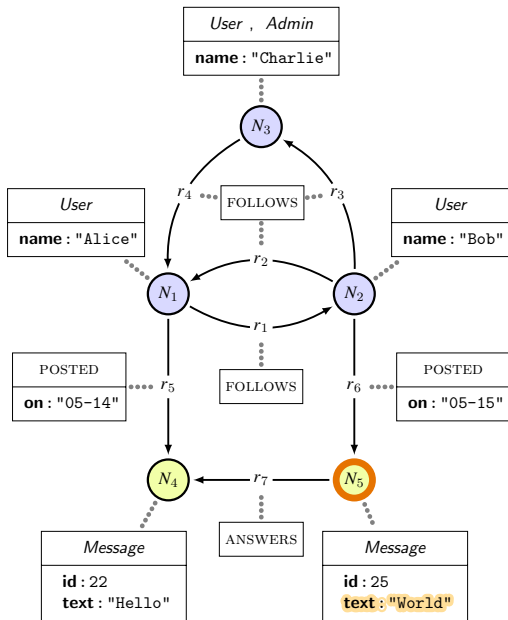 User , Admin
name : "Charlie"
N3
r4
FOLLOWS
r3
User
name : "Alice"
User
name : "Bob"
r2
N1
N2
r1
POSTED
on : "05-14"
r5
FOLLOWS
r6
POSTED
on : "05-15"
N4
r7
N5
ANSWERS
Message
id : 22
text : "Hello"
Message
id : 25
text : "World"